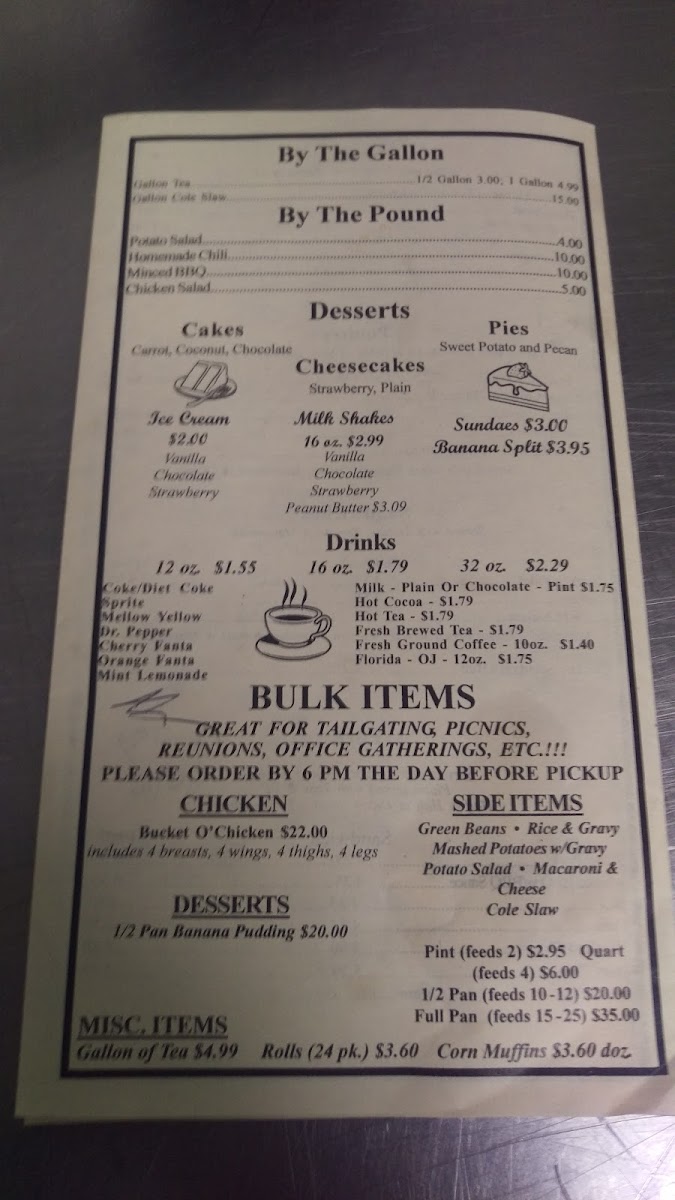 By The Gallon
Gallon Tea 1/2 Gallon 3.00; 1 Gallon 4.99
Gallon Cole Slaw 15.00
By The Pound
Potato Salad 4.00
Homemade Chili 10.00
Minced BBQ 10.00
Chicken Salad 5.00
Desserts
Cakes
Carrot, Coconut, Chocolate
Pies
Sweet Potato and Pecan
Cheesecakes
Strawberry, Plain
Ice Cream
$2.00
Vanilla
Chocolate
Strawberry
Milk Shakes
16 oz. $2.99
Vanilla
Chocolate
Strawberry
Peanut Butter $3.09
Sundaes $3.00
Banana Split $3.95
Drinks
12 oz. $1.55 16 oz. $1.79 32 oz. $2.29
Coke/Diet Coke
Sprite
Mellow Yellow
Dr. Pepper
Cherry Fanta
Orange Fanta
Mint Lemonade
Milk - Plain Or Chocolate - Pint $1.75
Hot Cocoa - $1.79
Hot Tea - $1.79
Fresh Brewed Tea - $1.79
Fresh Ground Coffee - 10oz. $1.40
Florida - OJ - 12oz. $1.75
BULK ITEMS
GREAT FOR TAILGATING, PICNICS,
REUNIONS, OFFICE GATHERINGS, ETC.!!!
PLEASE ORDER BY 6 PM THE DAY BEFORE PICKUP
CHICKEN
Bucket O'Chicken $22.00
includes 4 breasts, 4 wings, 4 thighs, 4 legs
DESSERTS
1/2 Pan Banana Pudding $20.00
SIDE ITEMS
Green Beans • Rice & Gravy
Mashed Potatoes w/Gravy
Potato Salad • Macaroni &
Cheese
Cole Slaw
Pint (feeds 2) $2.95 Quart
(feeds 4) $6.00
1/2 Pan (feeds 10-12) $20.00
Full Pan (feeds 15-25) $35.00
MISC. ITEMS
Gallon of Tea $4.99 Rolls (24 pk.) $3.60 Corn Muffins $3.60 doz.